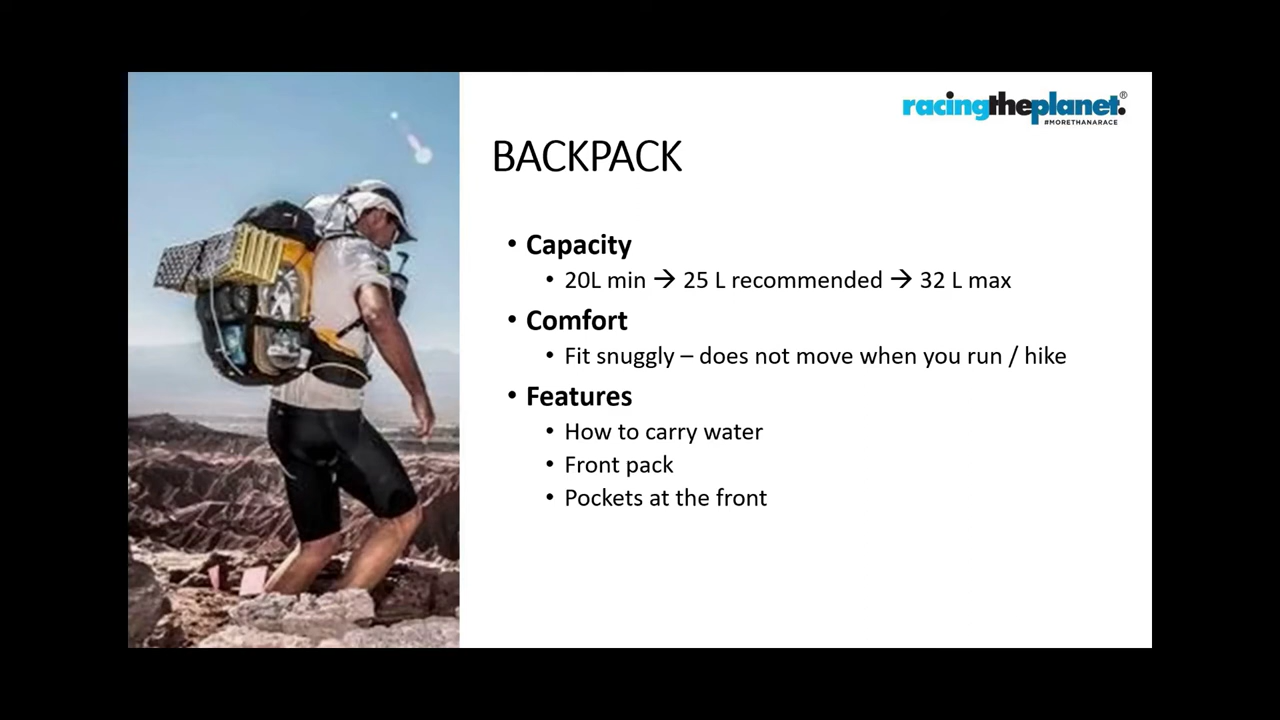 racingtheplanet.®
#MORETHANARACE
BACKPACK
• Capacity
• 20L min → 25 L recommended → 32 L max
• Comfort
• Fit snuggly – does not move when you run / hike
• Features
• How to carry water
• Front pack
• Pockets at the front